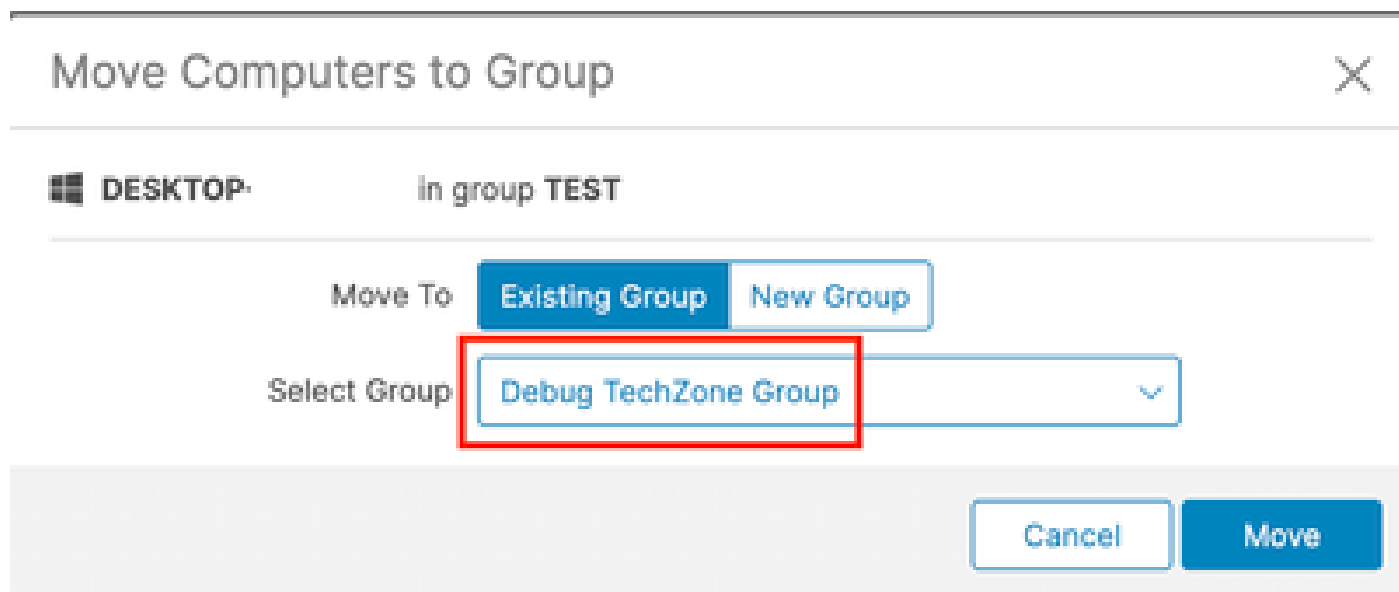 Move Computers to Group
DESKTOP- in group TEST
Move To Existing Group New Group
Select Group Debug TechZone Group
Cancel Move